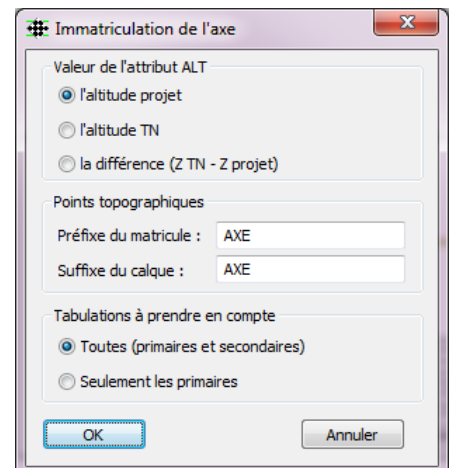 Immatriculation de l'axe
Valeur de l'attribut ALT
l'altitude projet
l'altitude TN
la différence (Z TN - Z projet)
Points topographiques
Préfixe du matricule : AXE
Suffixe du calque : AXE
Tabulations à prendre en compte
Toutes (primaires et secondaires)
Seulement les primaires
OK Annuler